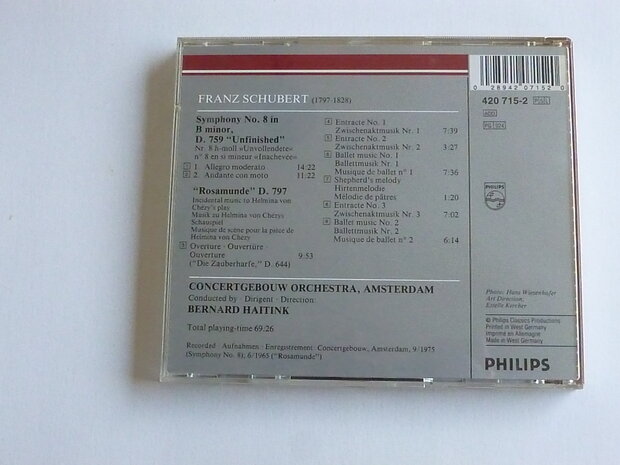 FRANZ SCHUBERT (1797-1828)
Symphony No. 8 in
B minor,
D. 759 "Unfinished"
Nr. 8 h-moll «Unvollendete»
n° 8 en si mineur «Inachevée»
1 1. Allegro moderato 14:22
2 2. Andante con moto 11:22
"Rosamunde" D. 797
Incidental music to Helmina von
Chézy's play
Musik zu Helmina von Chézys
Schauspiel
Musique de scène pour la pièce de
Helmina von Chézy
3 Overture · Ouvertüre ·
Ouverture 9:53
("Die Zauberharfe," D. 644)
4 Entracte No. 1
Zwischenaktmusik Nr. 1 7:39
5 Entracte No. 2
Zwischenaktmusik Nr. 2 3:27
6 Ballet music No. 1
Ballettmusik Nr. 1
Musique de ballet n° 1 7:36
7 Shepherd's melody
Hirtenmelodie
Mélodie de pâtres 1:20
8 Entracte No. 3
Zwischenaktmusik Nr. 3 7:02
9 Ballet music No. 2
Ballettmusik Nr. 2
Musique de ballet n° 2 6:14
CONCERTGEBOUW ORCHESTRA, AMSTERDAM
Conducted by · Dirigent · Direction:
BERNARD HAITINK
Total playing-time 69.26
Recorded · Aufnahmen · Enregistrement: Concertgebouw, Amsterdam, 9/1975
(Symphony No. 8), 6/1965 ("Rosamunde")
0 28942 07152 0
420 715-2
ADD
PHILIPS
Photo: Hans Wiesenhofer
Art Direction:
Estelle Kercher
℗ Philips Classics Productions
Printed in West Germany
Imprimé en Allemagne
Made in West Germany
PHILIPS